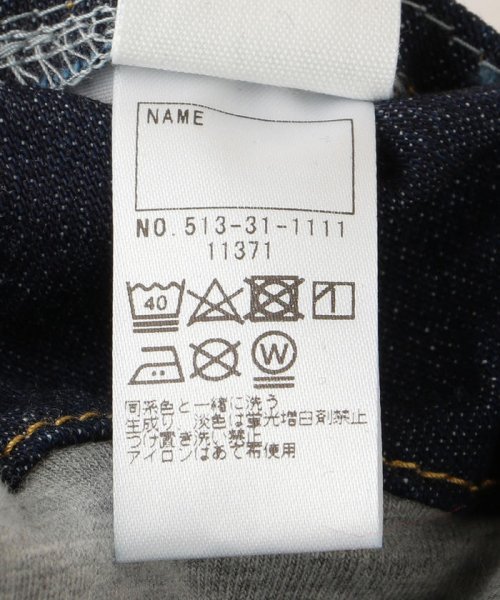 NAME
NO. 513-31-1111
11371
40
W
同系色と一緒に洗う
生成り、淡色は蛍光増白剤禁止
つけ置き洗い禁止
アイロンはあて布使用